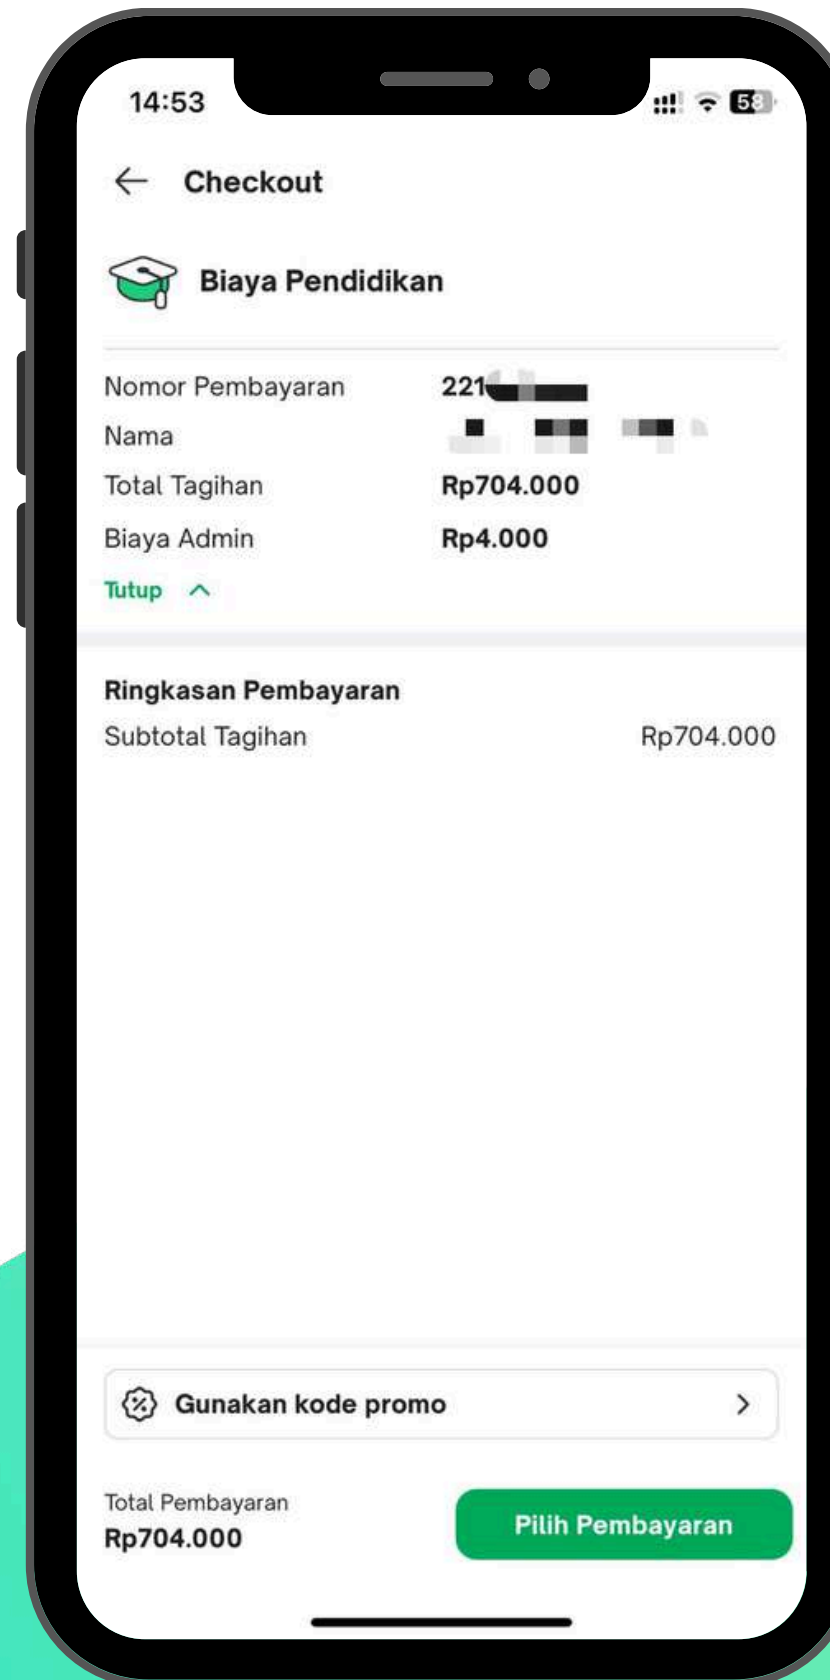 14:53
58
Checkout
Biaya Pendidikan
Nomor Pembayaran 221
Nama
Total Tagihan Rp704.000
Biaya Admin Rp4.000
Tutup
Ringkasan Pembayaran
Subtotal Tagihan Rp704.000
Gunakan kode promo
Total Pembayaran
Rp704.000
Pilih Pembayaran